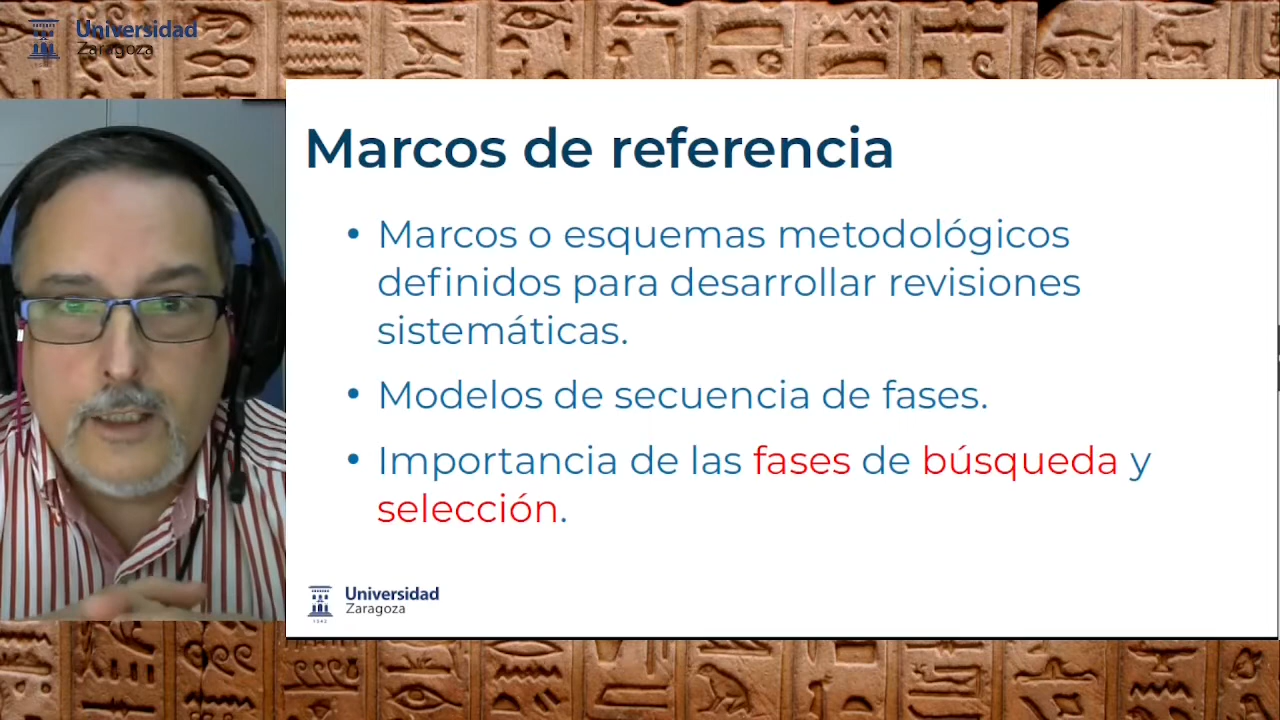 Universidad
Zaragoza
Marcos de referencia
• Marcos o esquemas metodológicos
definidos para desarrollar revisiones
sistemáticas.
• Modelos de secuencia de fases.
• Importancia de las fases de búsqueda y
selección.
Universidad
Zaragoza
1542